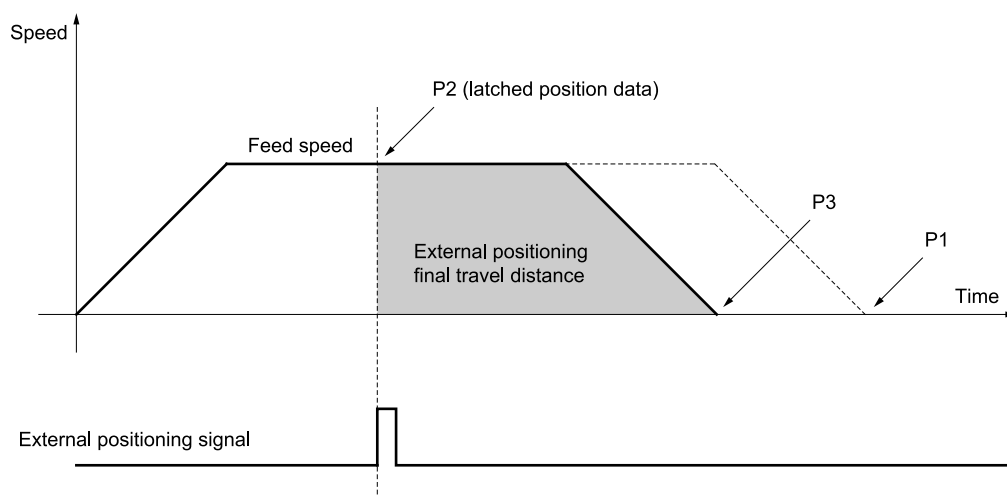 Speed
P2 (latched position data)
Feed speed
P3
External positioning
final travel distance
P1
Time
External positioning signal